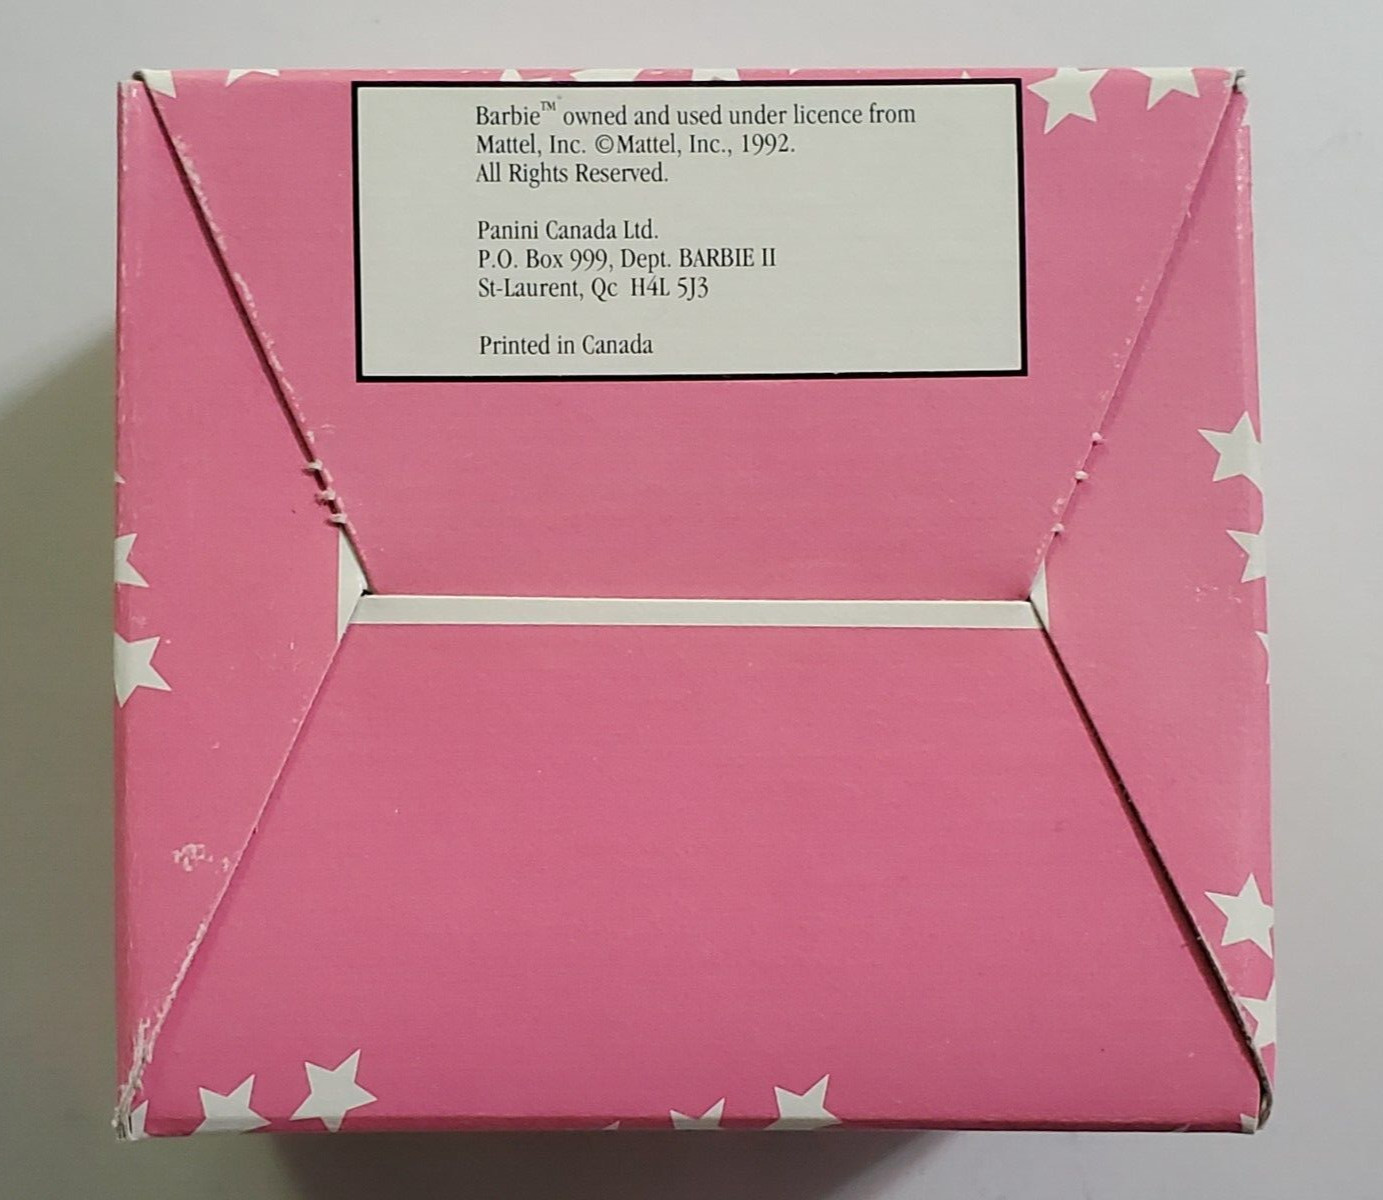 Barbie™ owned and used under licence from
Mattel, Inc. ©Mattel, Inc., 1992.
All Rights Reserved.
Panini Canada Ltd.
P.O. Box 999, Dept. BARBIE II
St-Laurent, Qc H4L 5J3
Printed in Canada